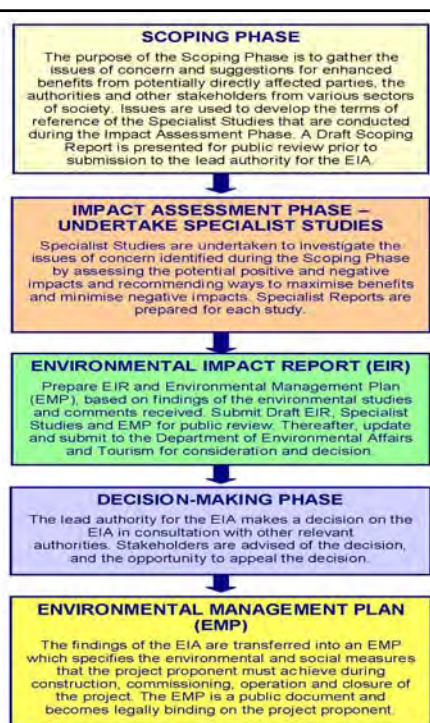 SCOPING PHASE
The purpose of the Scoping Phase is to gather the
issues of concern and suggestions for enhanced
benefits from potentially directly affected parties, the
authorities and other stakeholders from various sectors
of society. Issues are used to develop the terms of
reference of the Specialist Studies that are conducted
during the Impact Assessment Phase. A Draft Scoping
Report is presented for public review prior to
submission to the lead authority for the EIA.
IMPACT ASSESSMENT PHASE –
UNDERTAKE SPECIALIST STUDIES
Specialist Studies are undertaken to investigate the
issues of concern identified during the Scoping Phase
by assessing the potential positive and negative
impacts and recommending ways to maximise benefits
and minimise negative impacts. Specialist Reports are
prepared for each study.
ENVIRONMENTAL IMPACT REPORT (EIR)
Prepare EIR and Environmental Management Plan
(EMP), based on findings of the environmental studies
and comments received. Submit Draft EIR, Specialist
Studies and EMP for public review. Thereafter, update
and submit to the Department of Environmental Affairs
and Tourism for consideration and decision.
DECISION-MAKING PHASE
The lead authority for the EIA makes a decision on the
EIA in consultation with other relevant
authorities. Stakeholders are advised of the decision,
and the opportunity to appeal the decision.
ENVIRONMENTAL MANAGEMENT PLAN
(EMP)
The findings of the EIA are transferred into an EMP
which specifies the environmental and social measures
that the project proponent must achieve during
construction, commissioning, operation and closure of
the project. The EMP is a public document and
becomes legally binding on the project proponent.